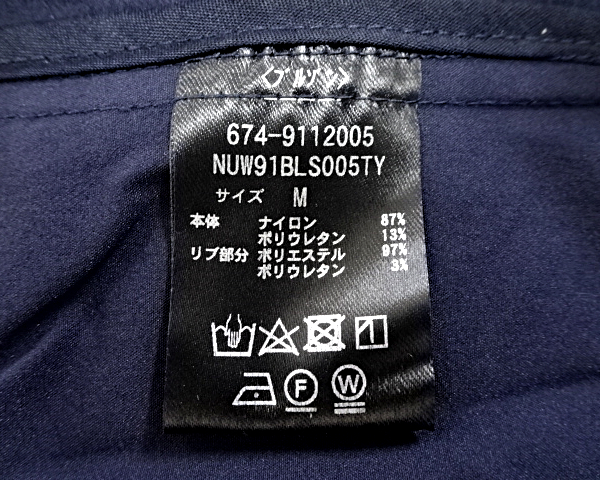 <ブルゾン>
674-9112005
NUW91BLS005TY
サイズ M
本体 ナイロン 87%
ポリウレタン 13%
リブ部分 ポリエステル 97%
ポリウレタン 3%
F W